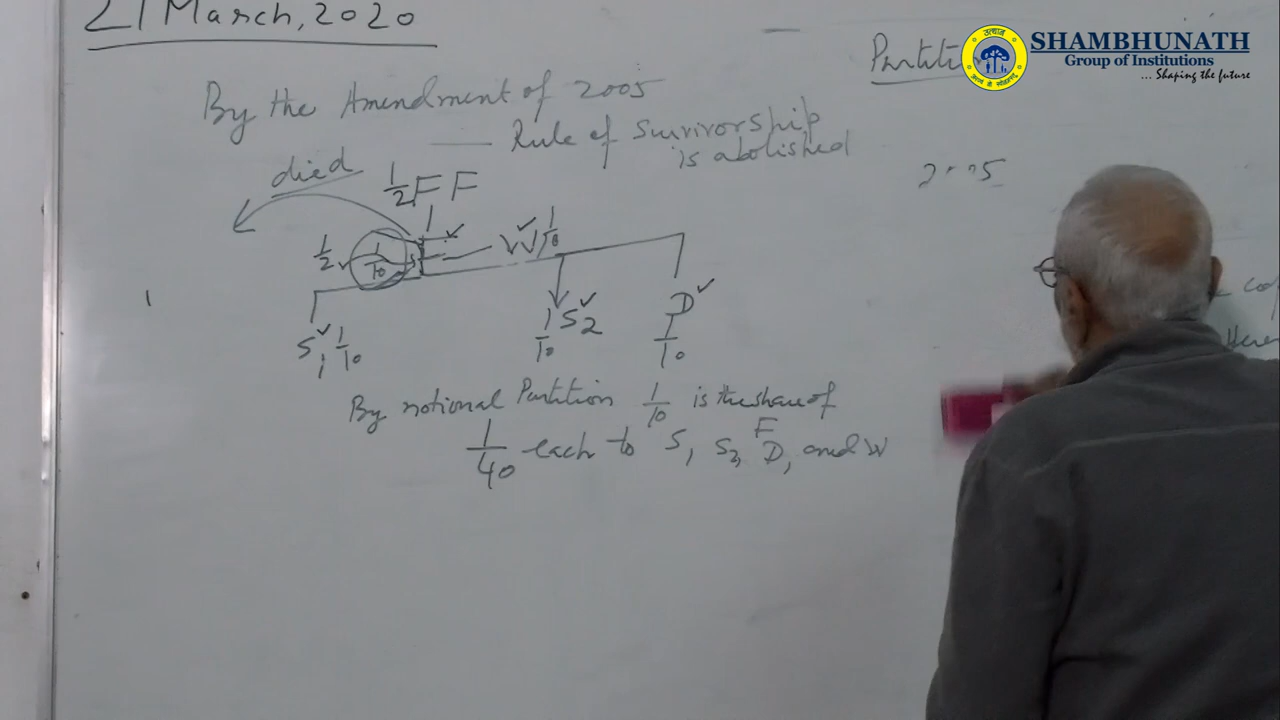 21 March, 2020
Partiti
SHAMBHUNATH
Group of Institutions
... Shaping the future
उत्थान
By the Amendment of 2005
— Rule of Survivorship
is abolished
2005
died
1/2 F F
1/2
1/10
W 1/10
S1 1/10
1/10 S2
D
1/10
By notional Partition 1/10 is the share of
F
1/40 each to S1 S2, D, and W